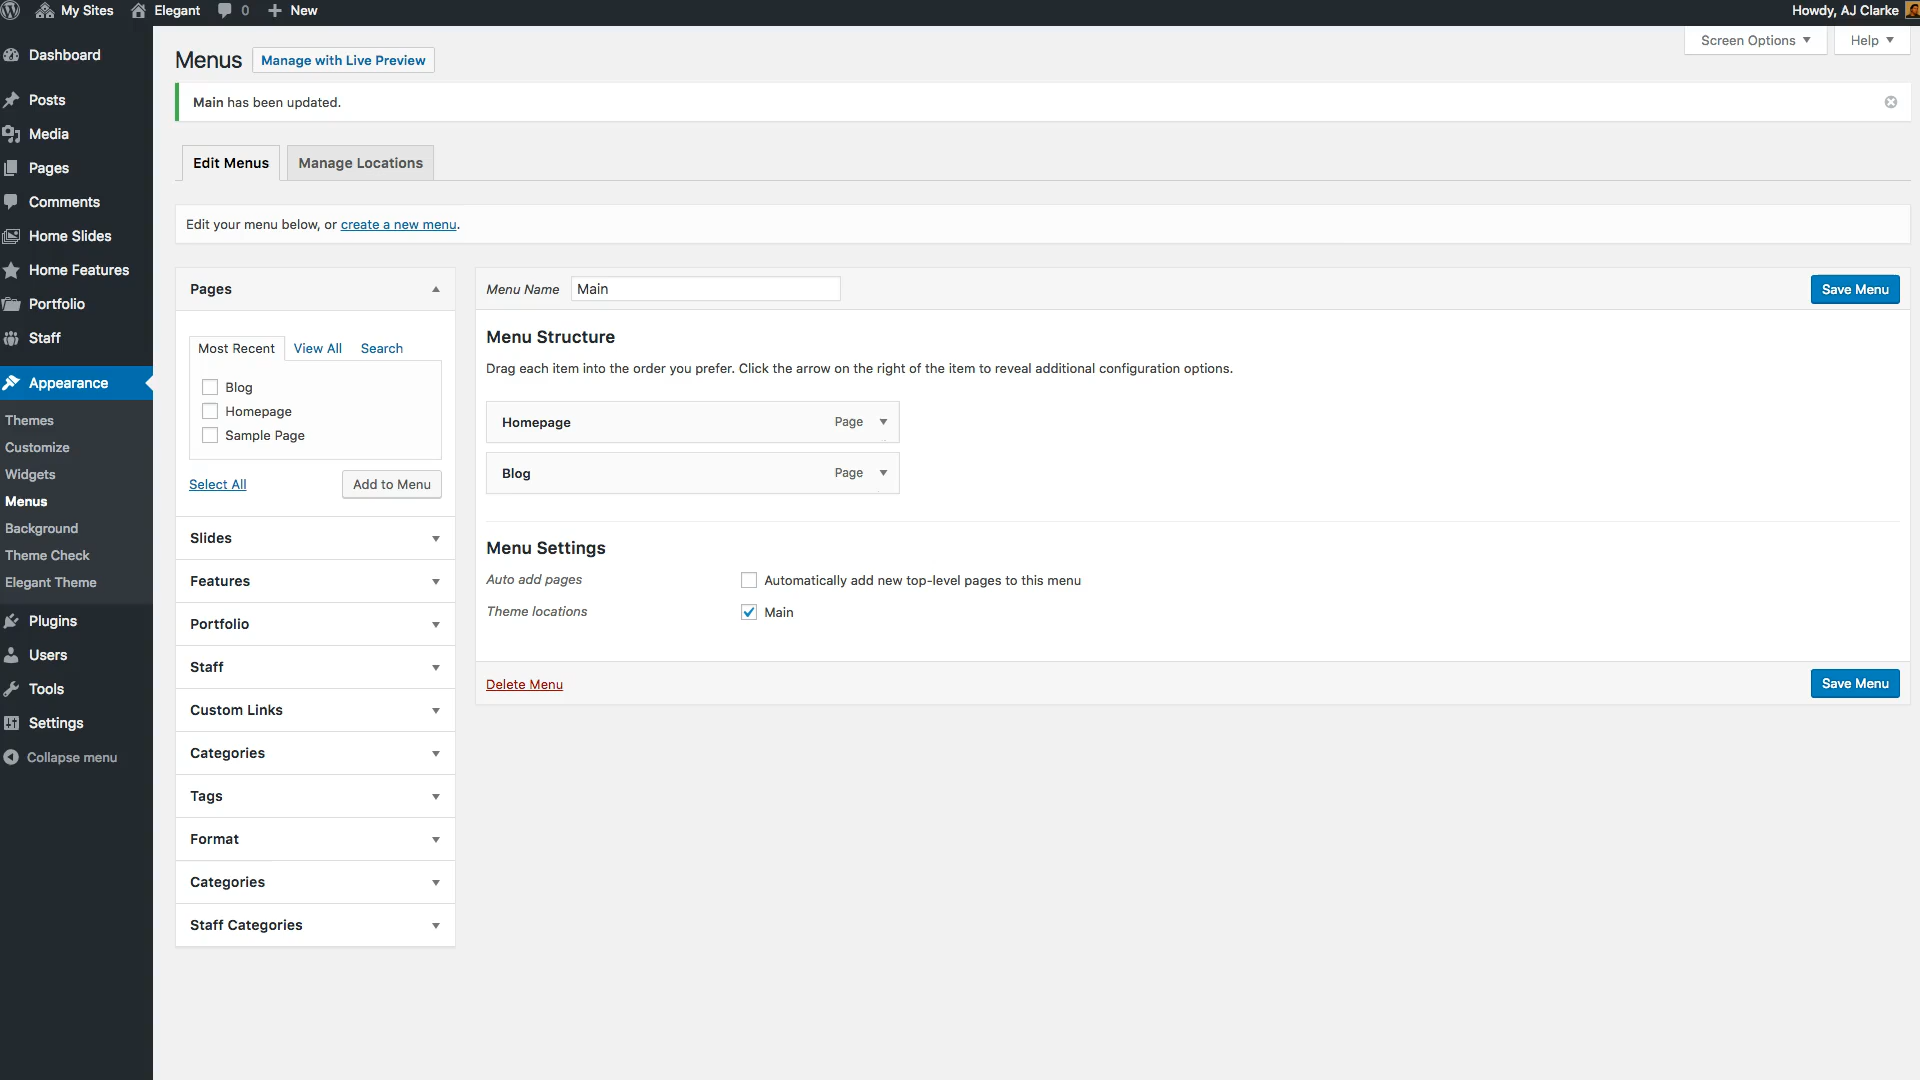 My Sites Elegant 0 New Howdy, AJ Clarke
Dashboard
Posts
Media
Pages
Comments
Home Slides
Home Features
Portfolio
Staff
Appearance
Themes
Customize
Widgets
Menus
Background
Theme Check
Elegant Theme
Plugins
Users
Tools
Settings
Collapse menu
Screen Options Help
Menus Manage with Live Preview
Main has been updated.
Edit Menus Manage Locations
Edit your menu below, or create a new menu.
Pages
Most Recent View All Search
Blog
Homepage
Sample Page
Select All Add to Menu
Slides
Features
Portfolio
Staff
Custom Links
Categories
Tags
Format
Categories
Staff Categories
Menu Name Main Save Menu
Menu Structure
Drag each item into the order you prefer. Click the arrow on the right of the item to reveal additional configuration options.
Homepage Page
Blog Page
Menu Settings
Auto add pages Automatically add new top-level pages to this menu
Theme locations Main
Delete Menu Save Menu